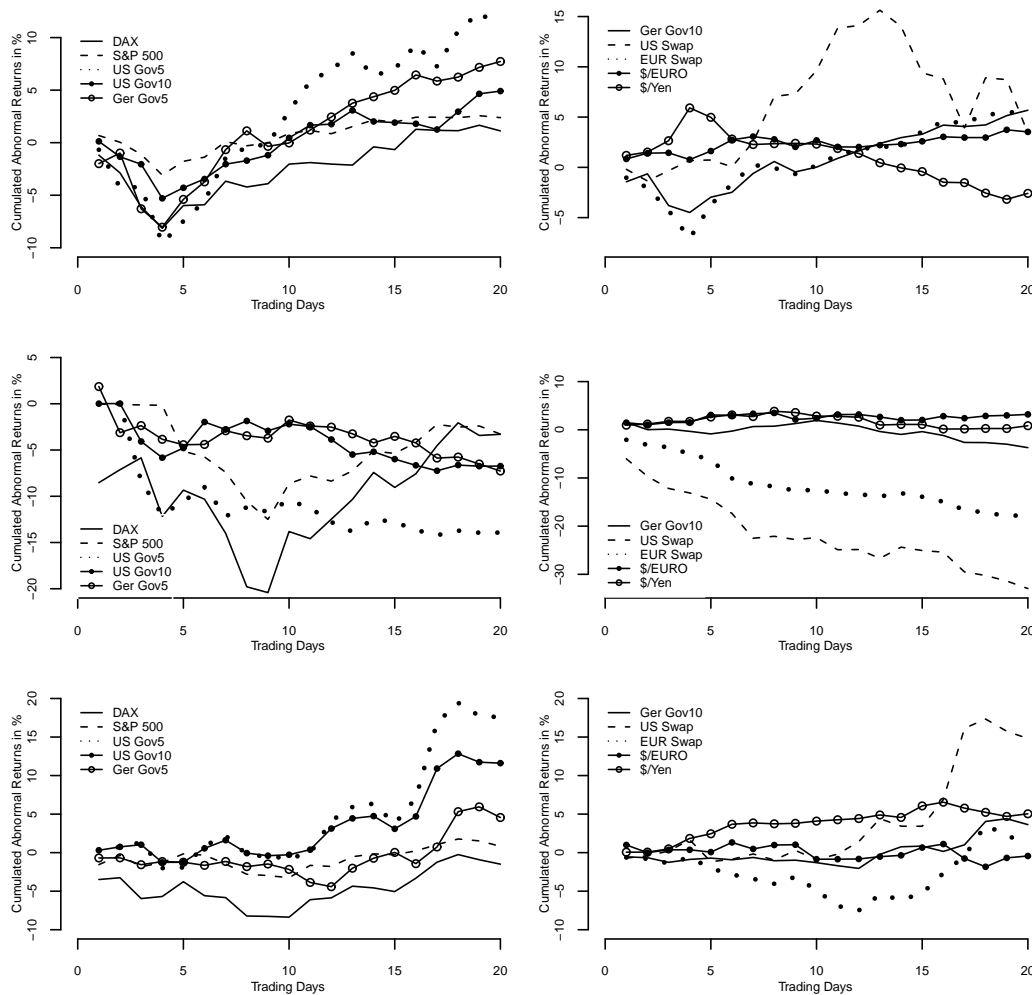 Cumulated Abnormal Returns in %
10
5
0
−5
−10
DAX
S&P 500
US Gov5
US Gov10
Ger Gov5
0 5 10 15 20
Trading Days
Cumulated Abnormal Returns in %
15
10
5
0
−5
Ger Gov10
US Swap
EUR Swap
$/EURO
$/Yen
0 5 10 15 20
Trading Days
Cumulated Abnormal Returns in %
5
0
−5
−10
−15
−20
DAX
S&P 500
US Gov5
US Gov10
Ger Gov5
0 5 10 15 20
Trading Days
Cumulated Abnormal Returns in %
10
0
−10
−20
−30
Ger Gov10
US Swap
EUR Swap
$/EURO
$/Yen
0 5 10 15 20
Trading Days
Cumulated Abnormal Returns in %
20
15
10
5
0
−5
−10
DAX
S&P 500
US Gov5
US Gov10
Ger Gov5
0 5 10 15 20
Trading Days
Cumulated Abnormal Returns in %
20
15
10
5
0
−5
−10
Ger Gov10
US Swap
EUR Swap
$/EURO
$/Yen
0 5 10 15 20
Trading Days